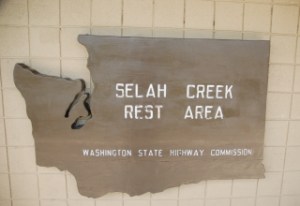 SELAH CREEK
REST AREA
WASHINGTON STATE HIGHWAY COMMISSION